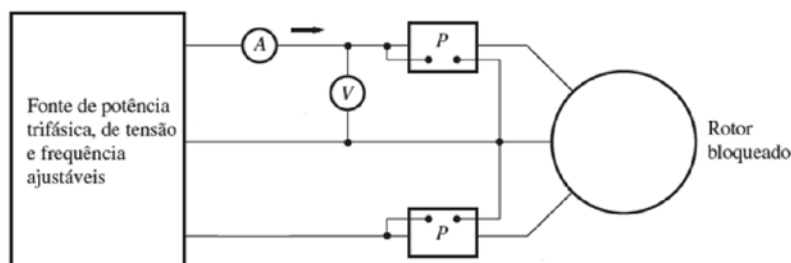 A
P
V
Fonte de potência
trifásica, de tensão
e frequência
ajustáveis
Rotor
bloqueado
P